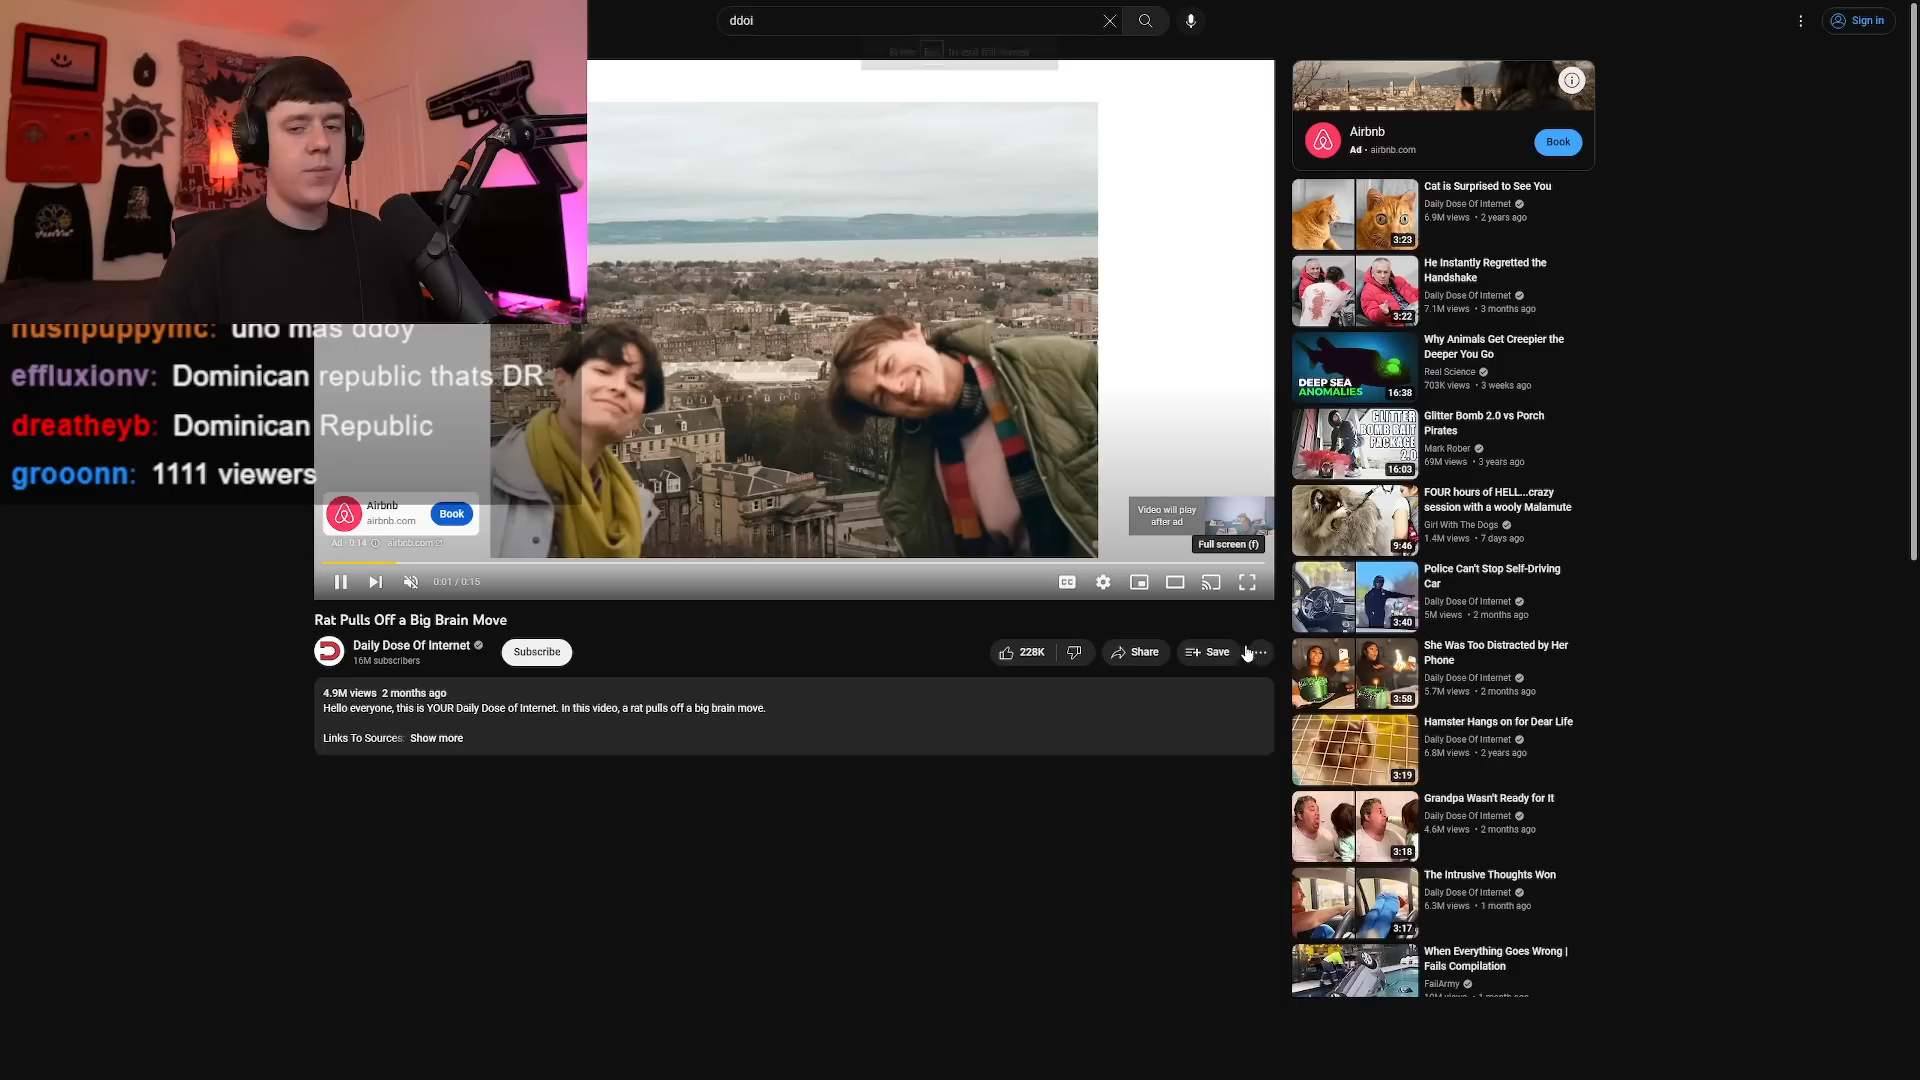 ddoi
Sign in
hushpuppymc: uno mas ddoy
effluxionv: Dominican republic thats DR
dreatheyb: Dominican Republic
grooonn: 1111 viewers
Airbnb
airbnb.com
Book
Ad · 0:14
airbnb.com
Video will play
after ad
Full screen (f)
0:01 / 0:15
CC
Rat Pulls Off a Big Brain Move
Daily Dose Of Internet
16M subscribers
Subscribe
228K
Share
Save
4.9M views 2 months ago
Hello everyone, this is YOUR Daily Dose of Internet. In this video, a rat pulls off a big brain move.
Links To Sources: Show more
Airbnb
Ad · airbnb.com
Book
Cat is Surprised to See You
Daily Dose Of Internet
6.9M views • 2 years ago
3:23
He Instantly Regretted the
Handshake
Daily Dose Of Internet
7.1M views • 3 months ago
3:22
Why Animals Get Creepier the
Deeper You Go
Real Science
703K views • 3 weeks ago
DEEP SEA
ANOMALIES
16:38
Glitter Bomb 2.0 vs Porch
Pirates
Mark Rober
69M views • 3 years ago
GLITTER
BOMB BAIT
PACKAGE
2.0
16:03
FOUR hours of HELL...crazy
session with a wooly Malamute
Girl With The Dogs
1.4M views • 7 days ago
9:46
Police Can't Stop Self-Driving
Car
Daily Dose Of Internet
5M views • 2 months ago
3:40
She Was Too Distracted by Her
Phone
Daily Dose Of Internet
5.7M views • 2 months ago
3:58
Hamster Hangs on for Dear Life
Daily Dose Of Internet
6.8M views • 2 years ago
3:19
Grandpa Wasn't Ready for It
Daily Dose Of Internet
4.6M views • 2 months ago
3:18
The Intrusive Thoughts Won
Daily Dose Of Internet
6.3M views • 1 month ago
3:17
When Everything Goes Wrong |
Fails Compilation
FailArmy